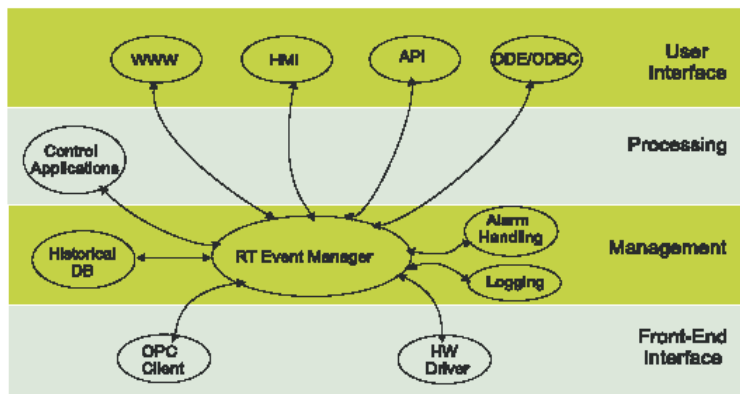 WWW
HMI
API
DDE/ODBC
User
Interface
Control
Applications
Processing
Historical
DB
RT Event Manager
Alarm
Handling
Logging
Management
OPC
Client
HW
Driver
Front-End
Interface